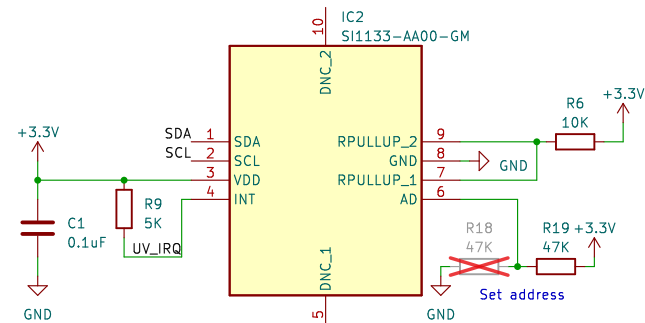 IC2
SI1133-AA00-GM
10
DNC_2
+3.3V
SDA
1
SDA
SCL
2
SCL
3
VDD
4
INT
RPULLUP_2
9
GND
8
RPULLUP_1
7
AD
6
R6
10K
+3.3V
GND
R9
5K
C1
0.1uF
UV_IRQ
GND
R18
47K
R19
47K
+3.3V
GND
Set address
DNC_1
5